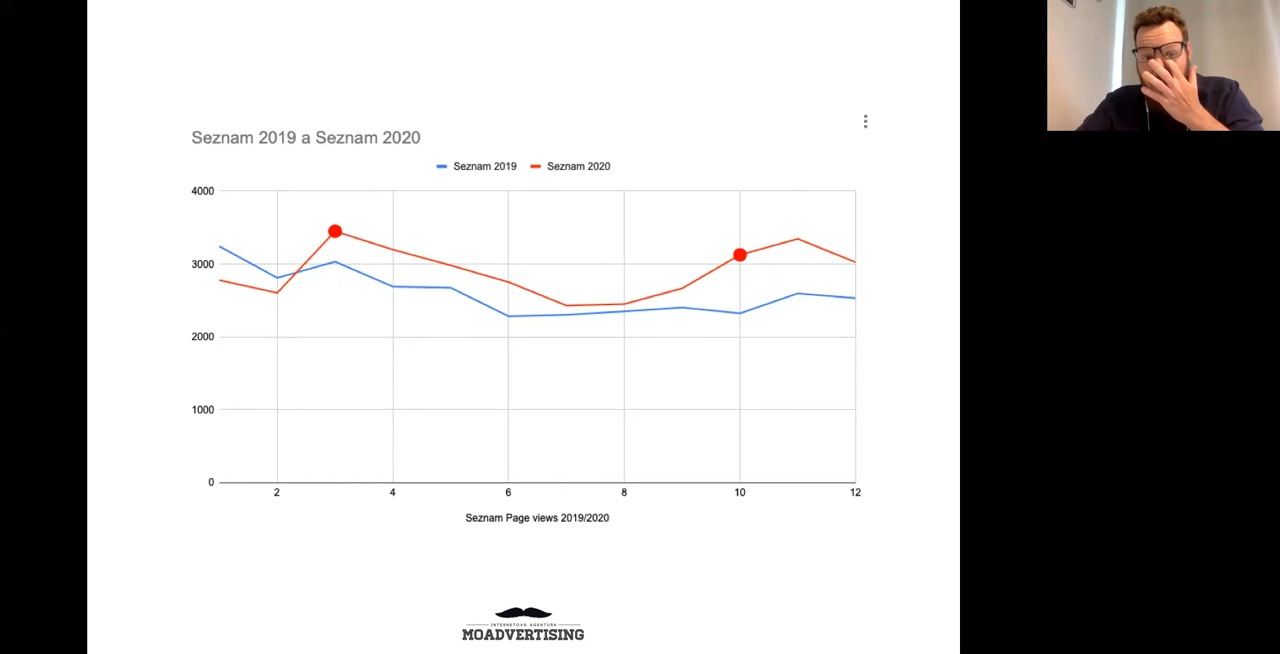 Seznam 2019 a Seznam 2020
Seznam 2019 Seznam 2020
4000
3000
2000
1000
0
2 4 6 8 10 12
Seznam Page views 2019/2020
INTERNETOVÁ AGENTURA
MOADVERTISING